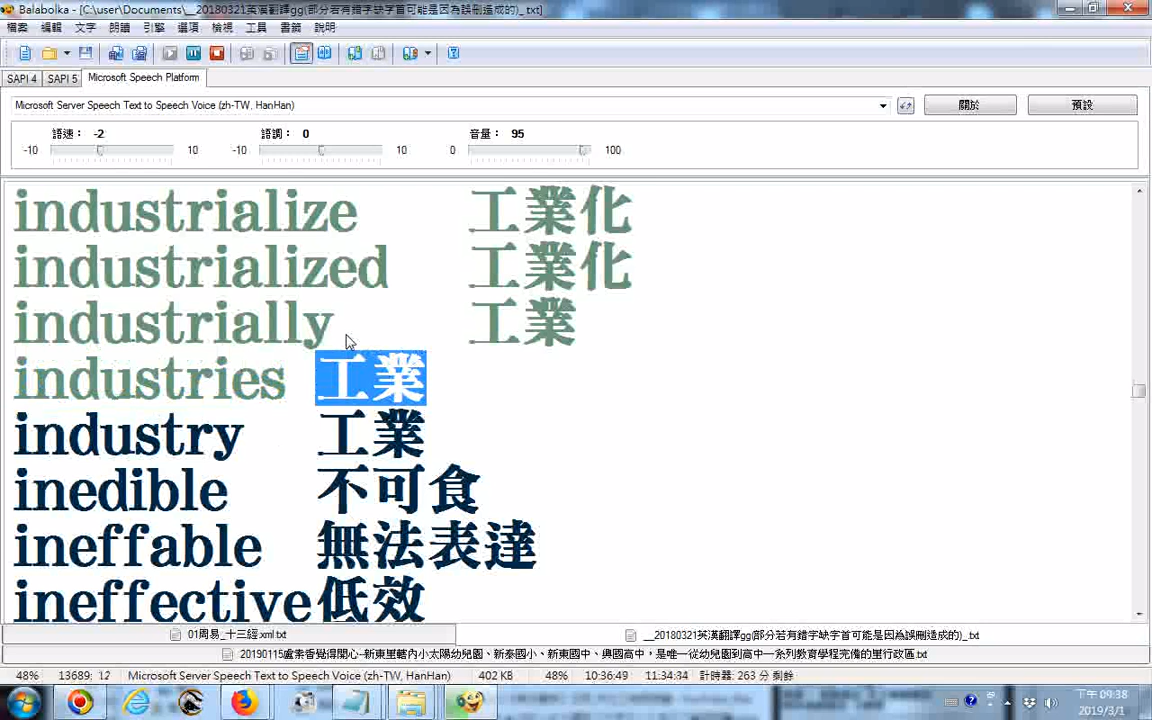 Balabolka - [C:\user\Documents\__20180321英漢翻譯gg(部分若有錯字缺字首可能是因為誤刪造成的)_.txt]
檔案 編輯 文字 朗讀 引擎 選項 檢視 工具 書籤 說明
SAPI 4 SAPI 5 Microsoft Speech Platform
Microsoft Server Speech Text to Speech Voice (zh-TW, HanHan) 關於 預設
語速： -2 語調： 0 音量： 95
-10 10 -10 10 0 100
industrialize 工業化
industrialized 工業化
industrially 工業
industries 工業
industry 工業
inedible 不可食
ineffable 無法表達
ineffective 低效
01周易_十三經.xml.txt __20180321英漢翻譯gg(部分若有錯字缺字首可能是因為誤刪造成的)_.txt
20190115盧素香覺得開心-新東里轄內小太陽幼兒園、新泰國小、新東國中、興國高中，是唯一從幼兒園到高中一系列教育學程完備的里行政區.txt
48% 13689: 12 Microsoft Server Speech Text to Speech Voice (zh-TW, HanHan) 402 KB 48% 10:36:49 11:34:34 計時器: 263 分 剩餘
下午 09:38
2019/3/1